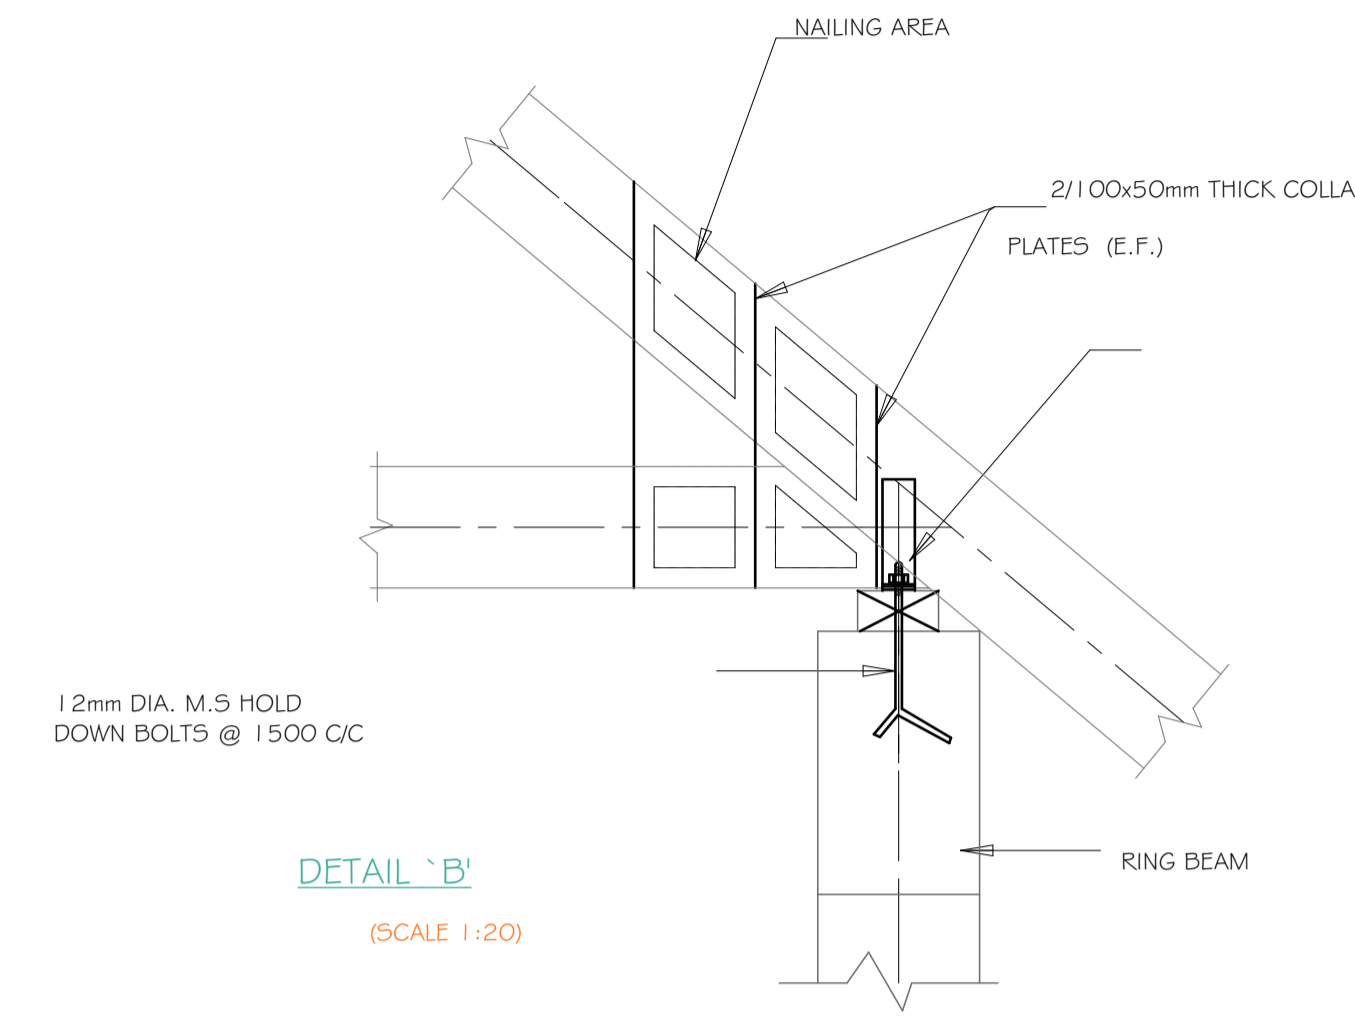 NAILING AREA
2/100x50mm THICK COLLA
PLATES (E.F.)
12mm DIA. M.S HOLD
DOWN BOLTS @ 1500 C/C
DETAIL `B'
(SCALE 1:20)
RING BEAM